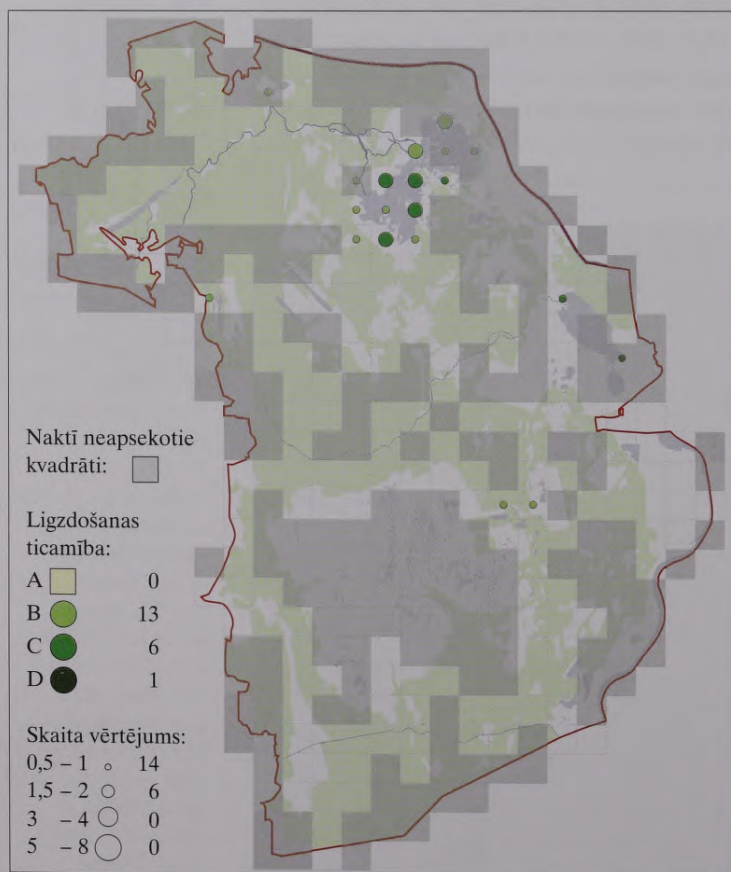 Naktī neapsekotie
kvadrāti:
Ligzdošanas
ticamība:
A 0
B 13
C 6
D 1
Skaita vērtējums:
0,5 – 1 14
1,5 – 2 6
3 – 4 0
5 – 8 0